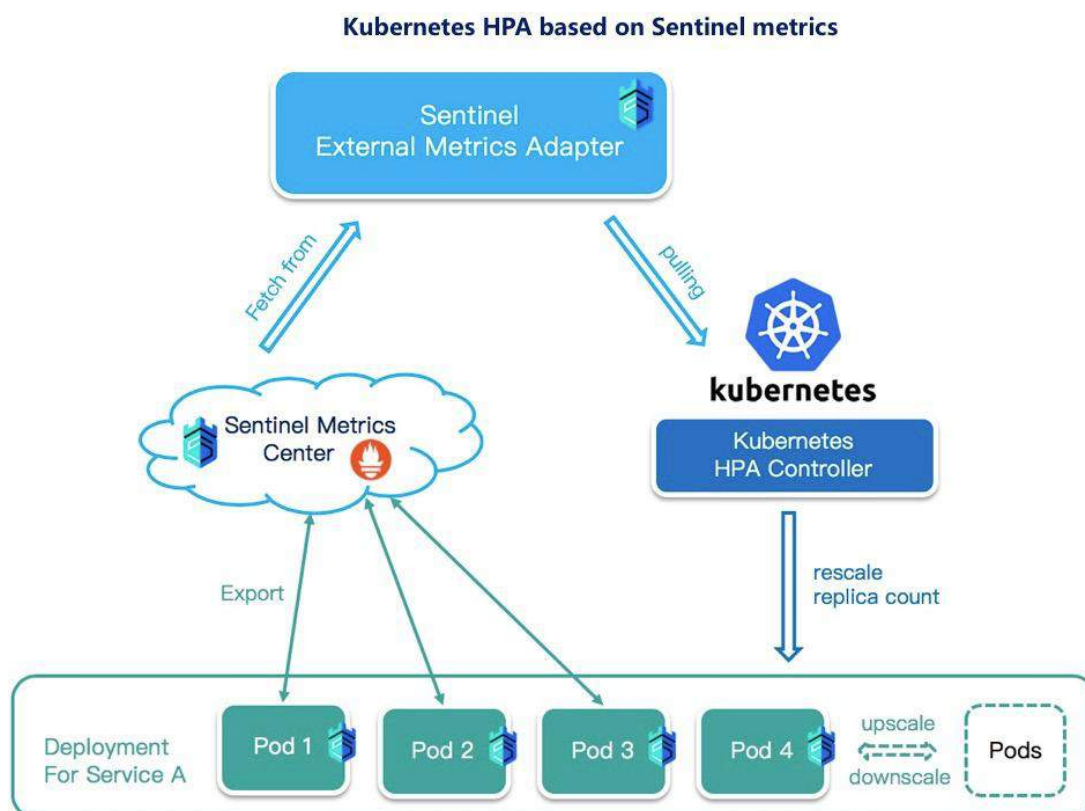 Kubernetes HPA based on Sentinel metrics
Sentinel
External Metrics Adapter
Fetch from
pulling
kubernetes
Sentinel Metrics
Center
Kubernetes
HPA Controller
Export
rescale
replica count
Deployment
For Service A
Pod 1
Pod 2
Pod 3
Pod 4
upscale
downscale
Pods